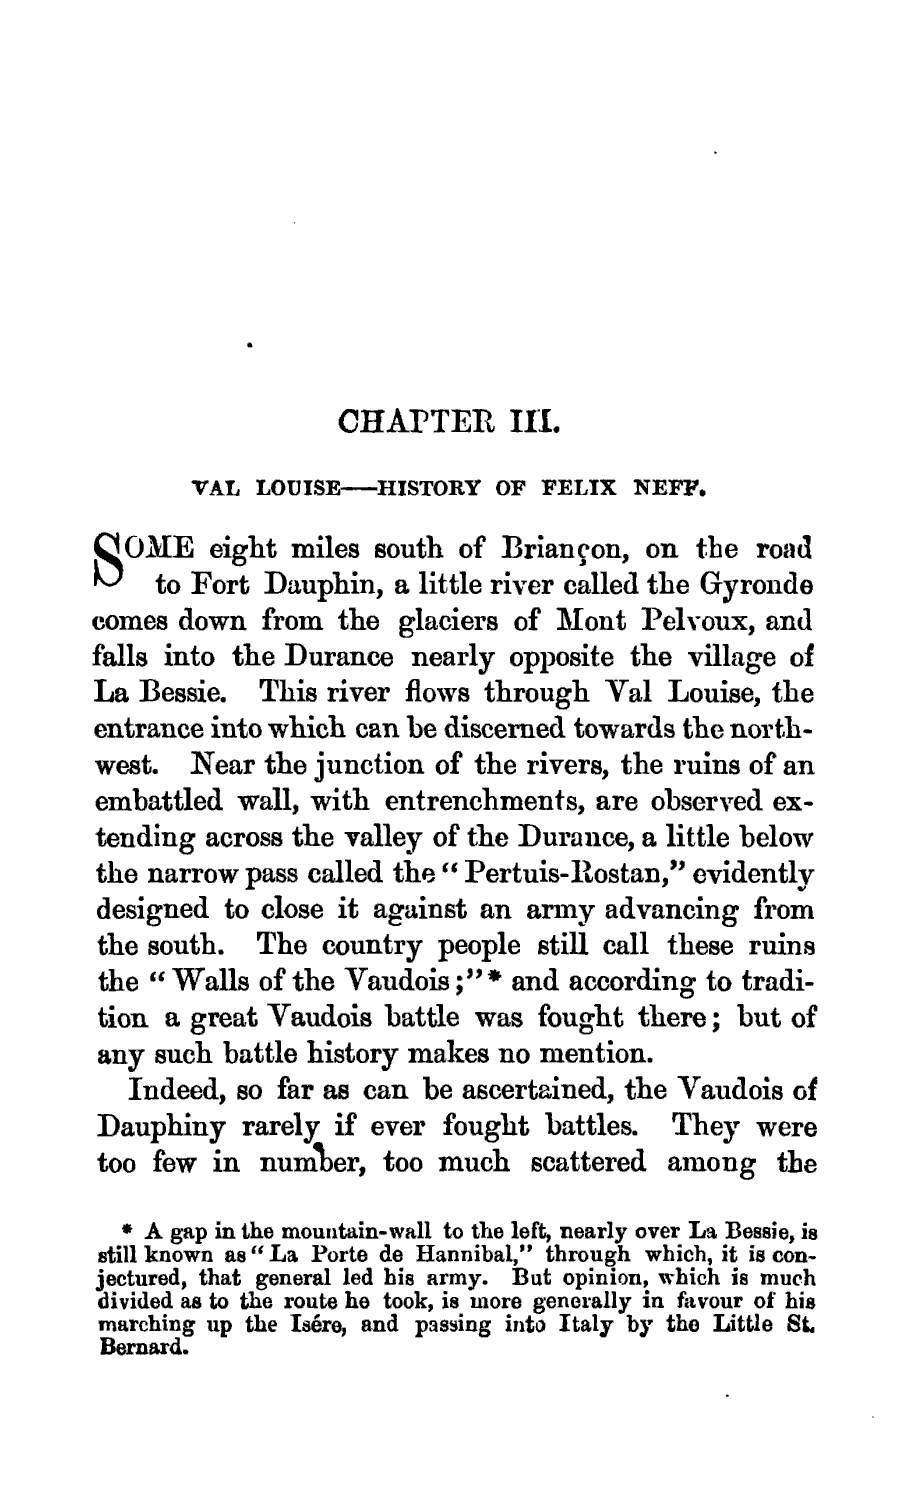 CHAPTER III.
VAL LOUISE—HISTORY OF FELIX NEFF.
SOME eight miles south of Briançon, on the road
to Fort Dauphin, a little river called the Gyronde
comes down from the glaciers of Mont Pelvoux, and
falls into the Durance nearly opposite the village of
La Bessie. This river flows through Val Louise, the
entrance into which can be discerned towards the north-
west. Near the junction of the rivers, the ruins of an
embattled wall, with entrenchments, are observed ex-
tending across the valley of the Durance, a little below
the narrow pass called the "Pertuis-Rostan," evidently
designed to close it against an army advancing from
the south. The country people still call these ruins
the "Walls of the Vaudois;"* and according to tradi-
tion a great Vaudois battle was fought there; but of
any such battle history makes no mention.
Indeed, so far as can be ascertained, the Vaudois of
Dauphiny rarely if ever fought battles. They were
too few in number, too much scattered among the
* A gap in the mountain-wall to the left, nearly over La Bessie, is
still known as "La Porte de Hannibal," through which, it is con-
jectured, that general led his army. But opinion, which is much
divided as to the route he took, is more generally in favour of his
marching up the Isére, and passing into Italy by the Little St.
Bernard.